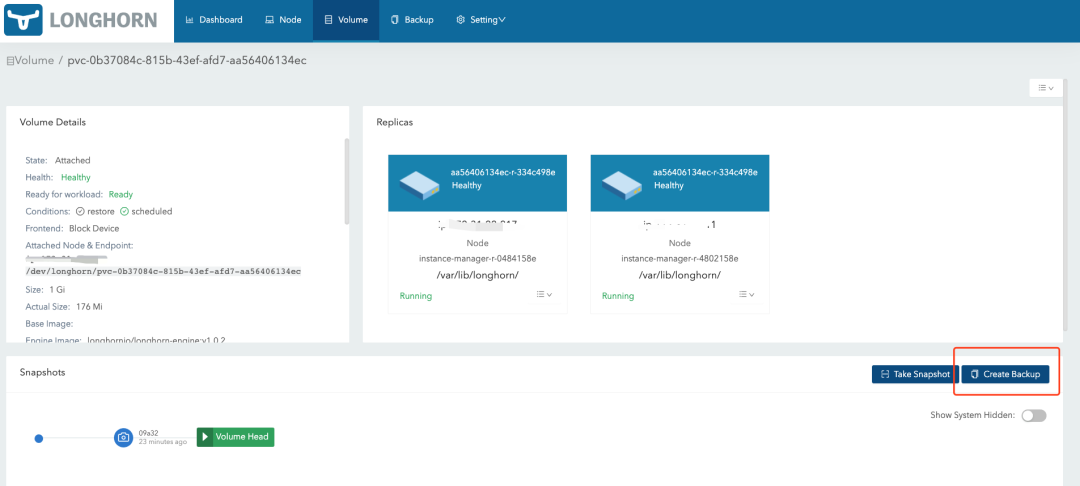 LONGHORN
Dashboard
Node
Volume
Backup
Setting
Volume / pvc-0b37084c-815b-43ef-afd7-aa56406134ec
Volume Details
State: Attached
Health: Healthy
Ready for workload: Ready
Conditions: restore scheduled
Frontend: Block Device
Attached Node & Endpoint:
/dev/longhorn/pvc-0b37084c-815b-43ef-afd7-aa56406134ec
Size: 1 Gi
Actual Size: 176 Mi
Base Image:
Engine Image: longhornio/longhorn-engine:v1.0.2
Replicas
aa56406134ec-r-334c498e
Healthy
Node
instance-manager-r-0484158e
/var/lib/longhorn/
Running
aa56406134ec-r-334c498e
Healthy
Node
instance-manager-r-4802158e
/var/lib/longhorn/
Running
Snapshots
Take Snapshot
Create Backup
Show System Hidden:
09a32
23 minutes ago
Volume Head